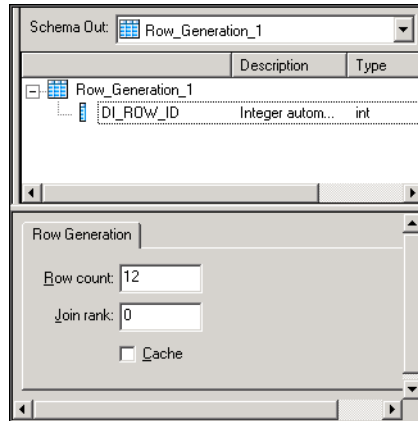 Schema Out: Row_Generation_1
Description Type
Row_Generation_1
DI_ROW_ID Integer autom... int
Row Generation
Row count: 12
Join rank: 0
Cache